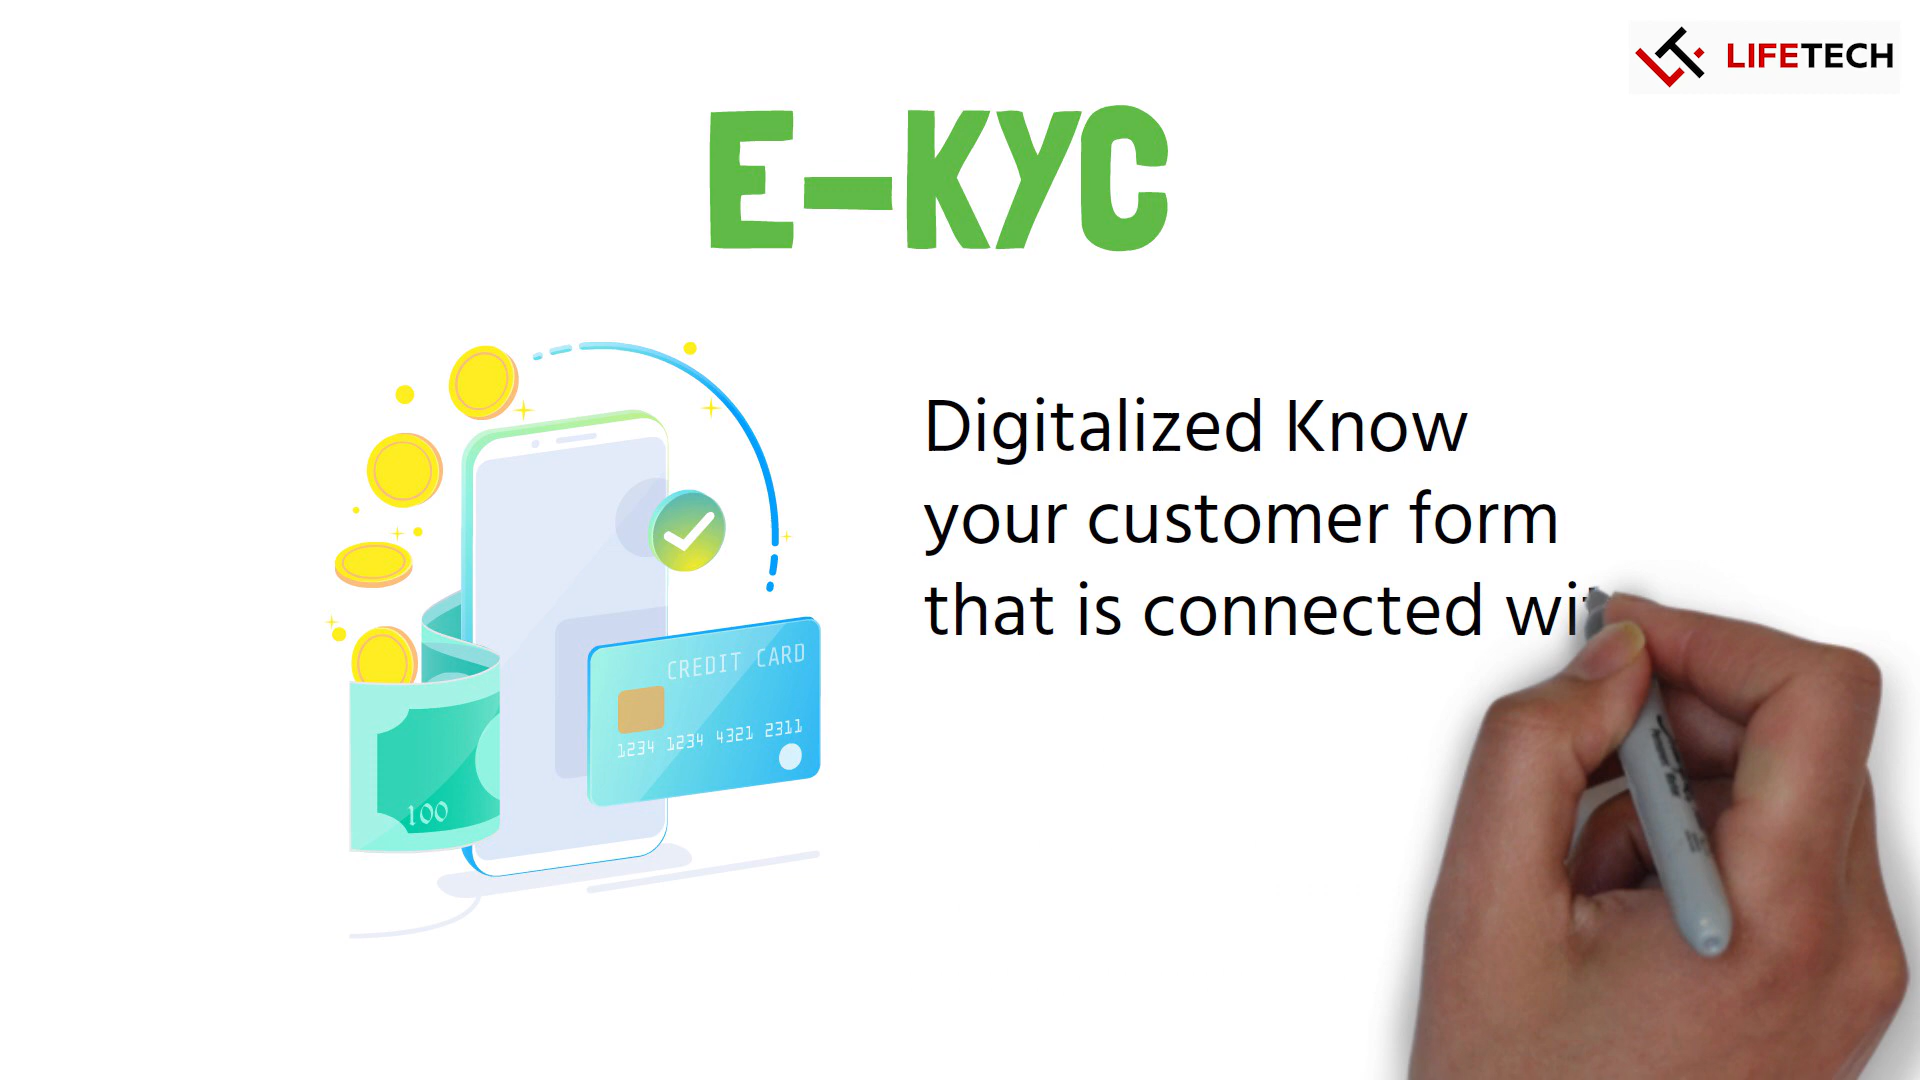 LIFETECH
E-KYC
Digitalized Know
your customer form
that is connected wi
CREDIT CARD
1234 1234 4321 2311
100